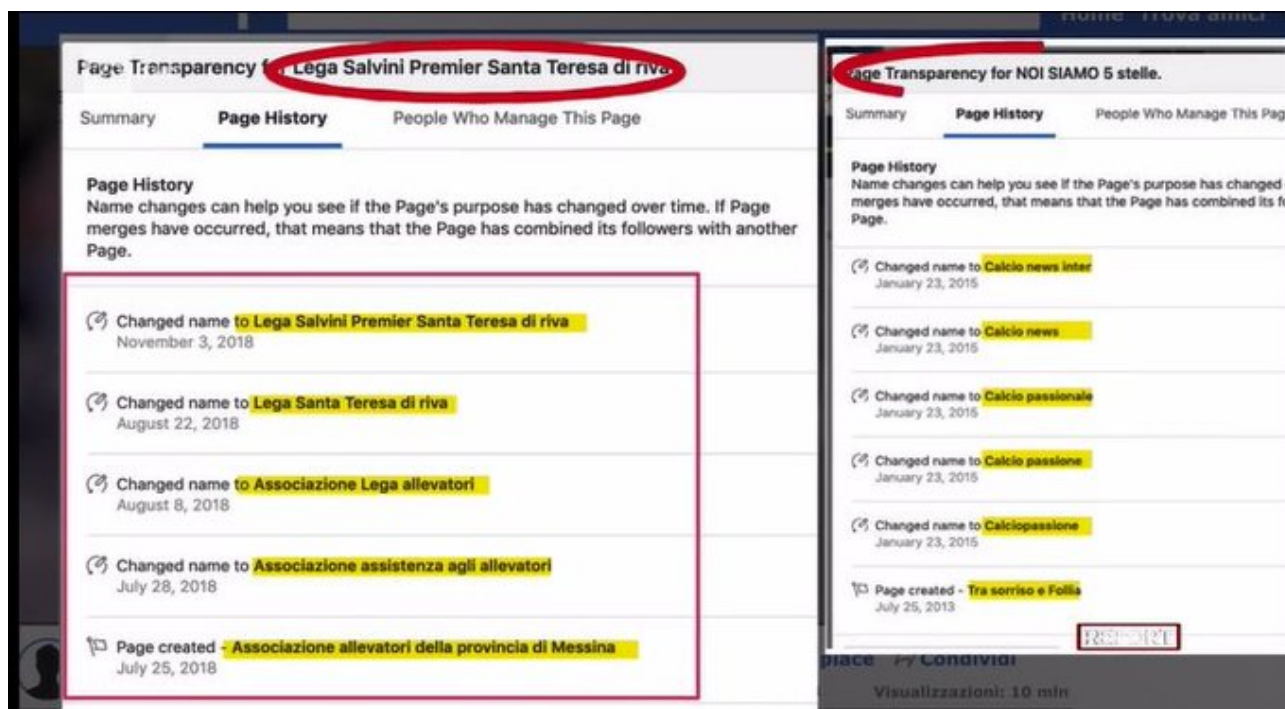 Home Trova amici
Page Transparency for Lega Salvini Premier Santa Teresa di riva
Summary Page History People Who Manage This Page
Page History
Name changes can help you see if the Page's purpose has changed over time. If Page
merges have occurred, that means that the Page has combined its followers with another
Page.
Changed name to Lega Salvini Premier Santa Teresa di riva
November 3, 2018
Changed name to Lega Santa Teresa di riva
August 22, 2018
Changed name to Associazione Lega allevatori
August 8, 2018
Changed name to Associazione assistenza agli allevatori
July 28, 2018
Page created - Associazione allevatori della provincia di Messina
July 25, 2018
Page Transparency for NOI SIAMO 5 stelle.
Summary Page History People Who Manage This Pag
Page History
Name changes can help you see if the Page's purpose has changed
merges have occurred, that means that the Page has combined its fo
Page.
Changed name to Calcio news inter
January 23, 2015
Changed name to Calcio news
January 23, 2015
Changed name to Calcio passionale
January 23, 2015
Changed name to Calcio passione
January 23, 2015
Changed name to Calciopassione
January 23, 2015
Page created - Tra sorriso e Follia
July 25, 2013
REPORT
place Condividi
Visualizzazioni: 10 mln